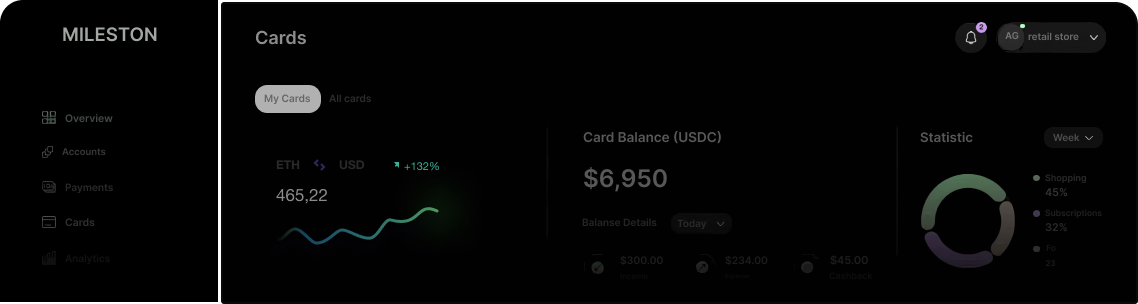 MILESTON
Overview
Accounts
Payments
Cards
Analytics
Cards
2
AG retail store
My Cards All cards
ETH USD +132%
465,22
Card Balance (USDC)
$6,950
Balanse Details Today
$300.00 $234.00 $45.00
Cashback
Statistic Week
Shopping
45%
Subscriptions
32%
Fo
23